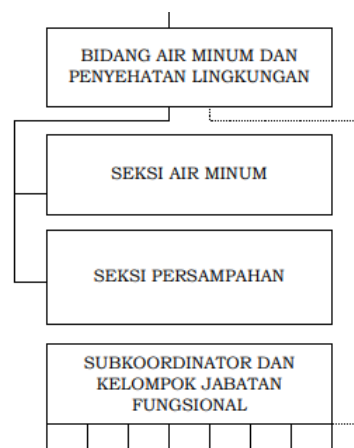 BIDANG AIR MINUM DAN
PENYEHATAN LINGKUNGAN
SEKSI AIR MINUM
SEKSI PERSAMPAHAN
SUBKOORDINATOR DAN
KELOMPOK JABATAN
FUNGSIONAL